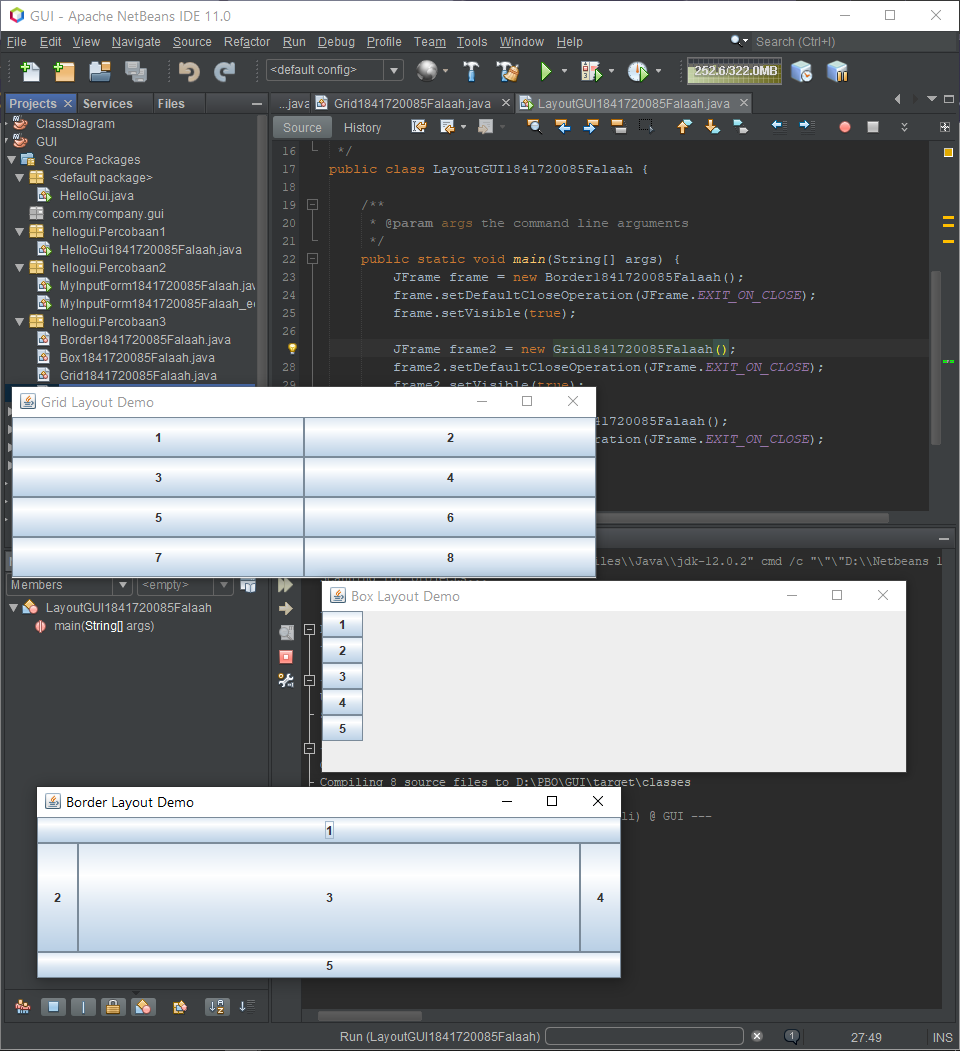 GUI - Apache NetBeans IDE 11.0
File Edit View Navigate Source Refactor Run Debug Profile Team Tools Window Help Search (Ctrl+I)
<default config> 252.6/322.0MB
Projects Services Files
...java Grid1841720085Falaah.java LayoutGUI1841720085Falaah.java
Source History
ClassDiagram
GUI
Source Packages
<default package>
HelloGui.java
com.mycompany.gui
hellogui.Percobaan1
HelloGui1841720085Falaah.java
hellogui.Percobaan2
MyInputForm1841720085Falaah.jav
MyInputForm1841720085Falaah_e
hellogui.Percobaan3
Border1841720085Falaah.java
Box1841720085Falaah.java
Grid1841720085Falaah.java
16 */
17 public class LayoutGUI1841720085Falaah {
18
19 /**
20 * @param args the command line arguments
21 */
22 public static void main(String[] args) {
23 JFrame frame = new Border1841720085Falaah();
24 frame.setDefaultCloseOperation(JFrame.EXIT_ON_CLOSE);
25 frame.setVisible(true);
26
JFrame frame2 = new Grid1841720085Falaah();
28 frame2.setDefaultCloseOperation(JFrame.EXIT_ON_CLOSE);
29 frame2.setVisible(true);
41720085Falaah();
eration(JFrame.EXIT_ON_CLOSE);
Grid Layout Demo
1 2
3 4
5 6
7 8
iles\\Java\\jdk-12.0.2" cmd /c "\"\"D:\\Netbeans 1
Members <empty>
LayoutGUI1841720085Falaah
main(String[] args)
Box Layout Demo
1
2
3
4
5
Compiling 8 source files to D:\PBO\GUI\target\classes
li) @ GUI ---
Border Layout Demo
1
2 3 4
5
Run (LayoutGUI1841720085Falaah) 1 27:49 INS